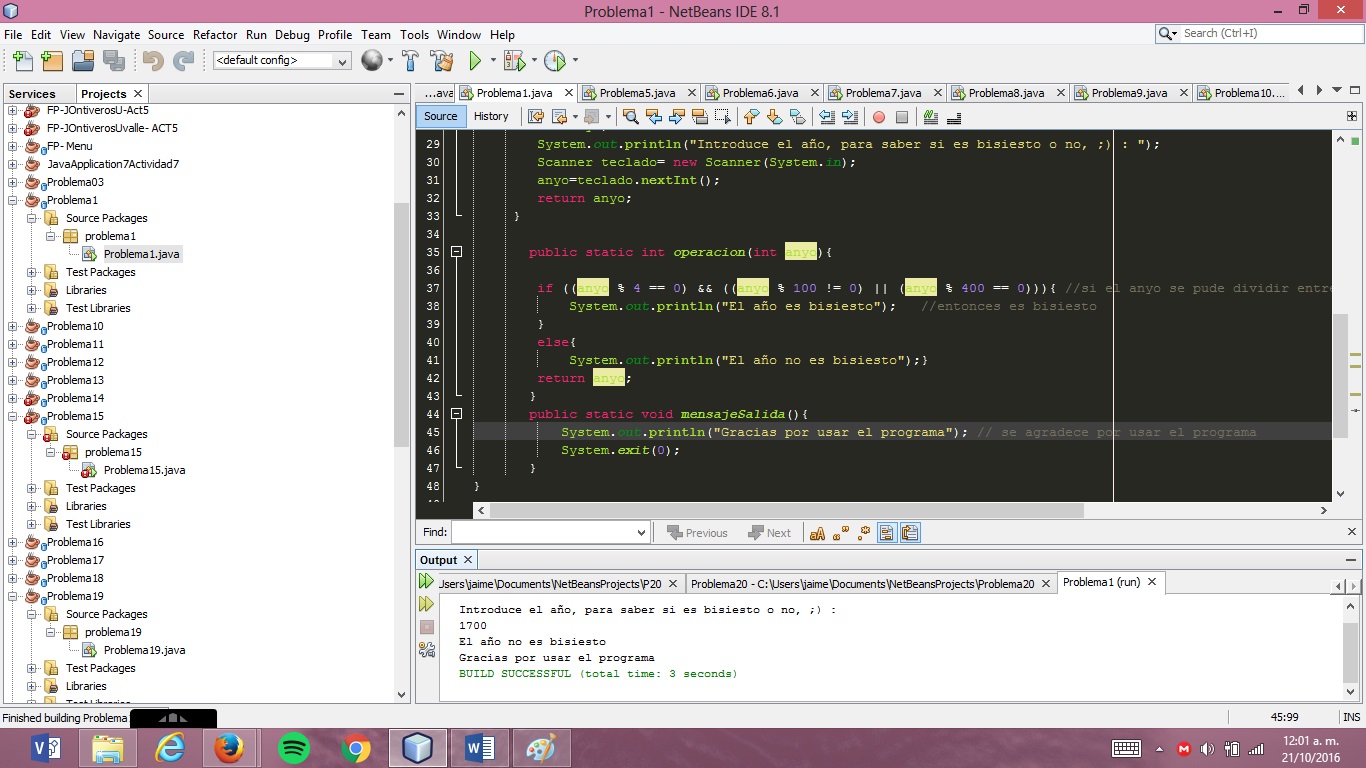 Problema1 - NetBeans IDE 8.1
File Edit View Navigate Source Refactor Run Debug Profile Team Tools Window Help
Search (Ctrl+I)
<default config>
Services Projects
FP-JOntiverosU-Act5
FP-JOntiverosUvalle- ACT5
FP- Menu
JavaApplication7Actividad7
Problema03
Problema1
Source Packages
problema1
Problema1.java
Test Packages
Libraries
Test Libraries
Problema10
Problema11
Problema12
Problema13
Problema14
Problema15
Source Packages
problema15
Problema15.java
Test Packages
Libraries
Test Libraries
Problema16
Problema17
Problema18
Problema19
Source Packages
problema19
Problema19.java
Test Packages
Libraries
Test Libraries
...ava Problema1.java Problema5.java Problema6.java Problema7.java Problema8.java Problema9.java Problema10....
Source History
29 System.out.println("Introduce el año, para saber si es bisiesto o no, ;) : ");
30 Scanner teclado= new Scanner(System.in);
31 anyo=teclado.nextInt();
32 return anyo;
33 }
34
35 public static int operacion(int anyo){
36
37 if ((anyo % 4 == 0) && ((anyo % 100 != 0) || (anyo % 400 == 0))){ //si el anyo se pude dividir entre
38 System.out.println("El año es bisiesto"); //entonces es bisiesto
39 }
40 else{
41 System.out.println("El año no es bisiesto");}
42 return anyo;
43 }
44 public static void mensajeSalida(){
45 System.out.println("Gracias por usar el programa"); // se agradece por usar el programa
46 System.exit(0);
47 }
48 }
Find: Previous Next
Output
Jsers\jaime\Documents\NetBeansProjects\P20 Problema20 - C:\Users\jaime\Documents\NetBeansProjects\Problema20 Problema1 (run)
Introduce el año, para saber si es bisiesto o no, ;) :
1700
El año no es bisiesto
Gracias por usar el programa
BUILD SUCCESSFUL (total time: 3 seconds)
Finished building Problema
45:99 INS
12:01 a. m.
21/10/2016